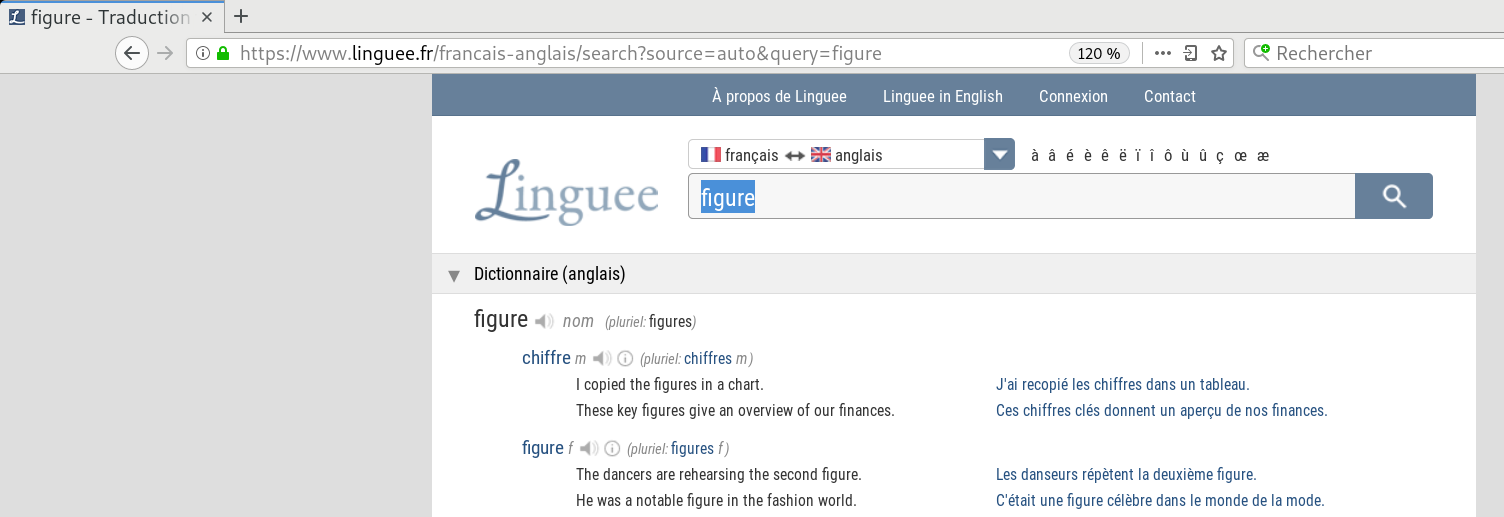 figure - Traduction
https://www.linguee.fr/francais-anglais/search?source=auto&query=figure 120 % Rechercher
À propos de Linguee Linguee in English Connexion Contact
français ↔ anglais à â é è ê ë ï î ô ù û ç œ æ
Linguee
figure
Dictionnaire (anglais)
figure nom (pluriel: figures)
chiffre m (pluriel: chiffres m)
I copied the figures in a chart. J'ai recopié les chiffres dans un tableau.
These key figures give an overview of our finances. Ces chiffres clés donnent un aperçu de nos finances.
figure f (pluriel: figures f)
The dancers are rehearsing the second figure. Les danseurs répètent la deuxième figure.
He was a notable figure in the fashion world. C'était une figure célèbre dans le monde de la mode.